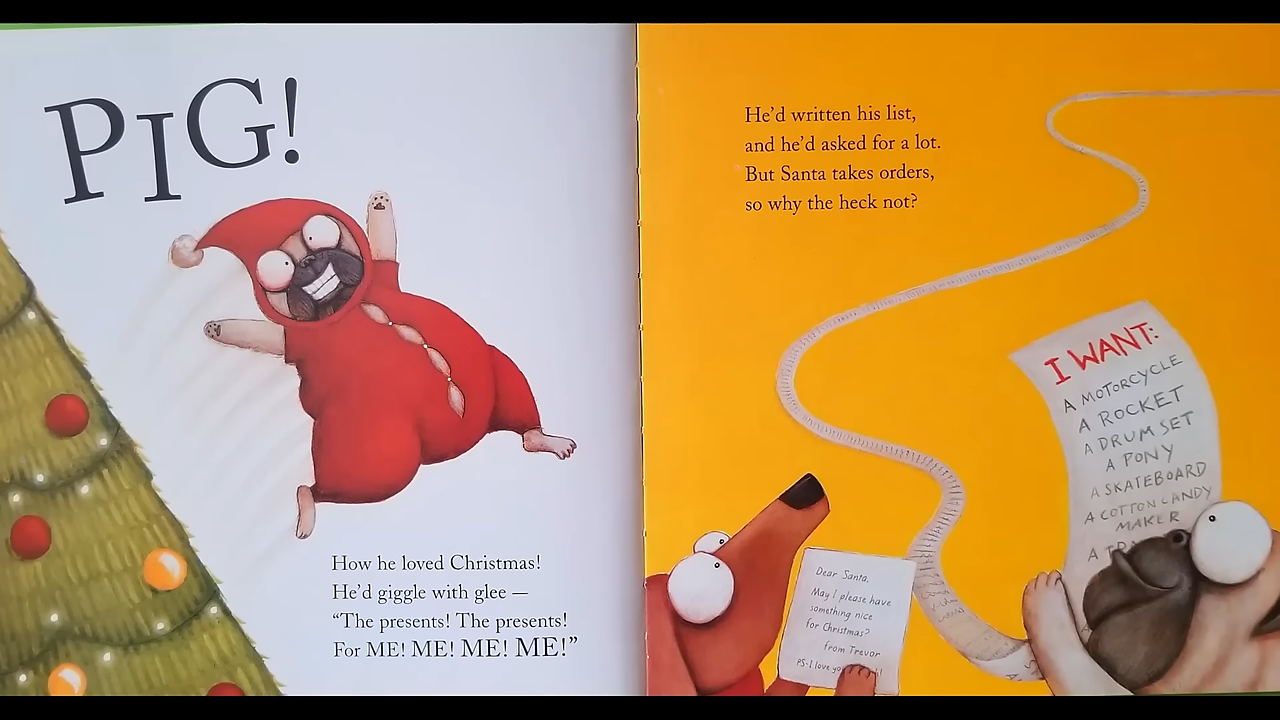 PIG!
How he loved Christmas!
He'd giggle with glee —
“The presents! The presents!
For ME! ME! ME! ME!”
He'd written his list,
and he'd asked for a lot.
But Santa takes orders,
so why the heck not?
I WANT:
A MOTORCYCLE
A ROCKET
A DRUM SET
A PONY
A SKATEBOARD
A COTTON CANDY
MAKER
A
Dear Santa,
May I please have
something nice
for Christmas?
from Trevor
PS-I love